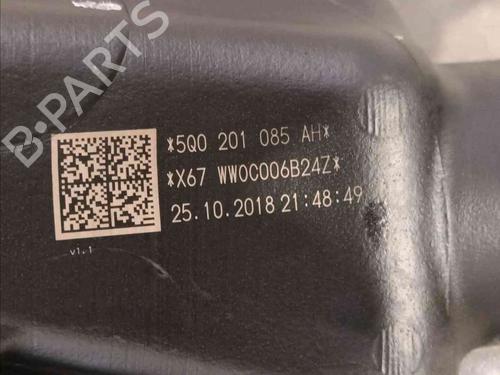 B-PARTS
*5Q0 201 085 AH*
*X67 WW0C006B24Z*
25.10.2018 21:48:49
v1.1